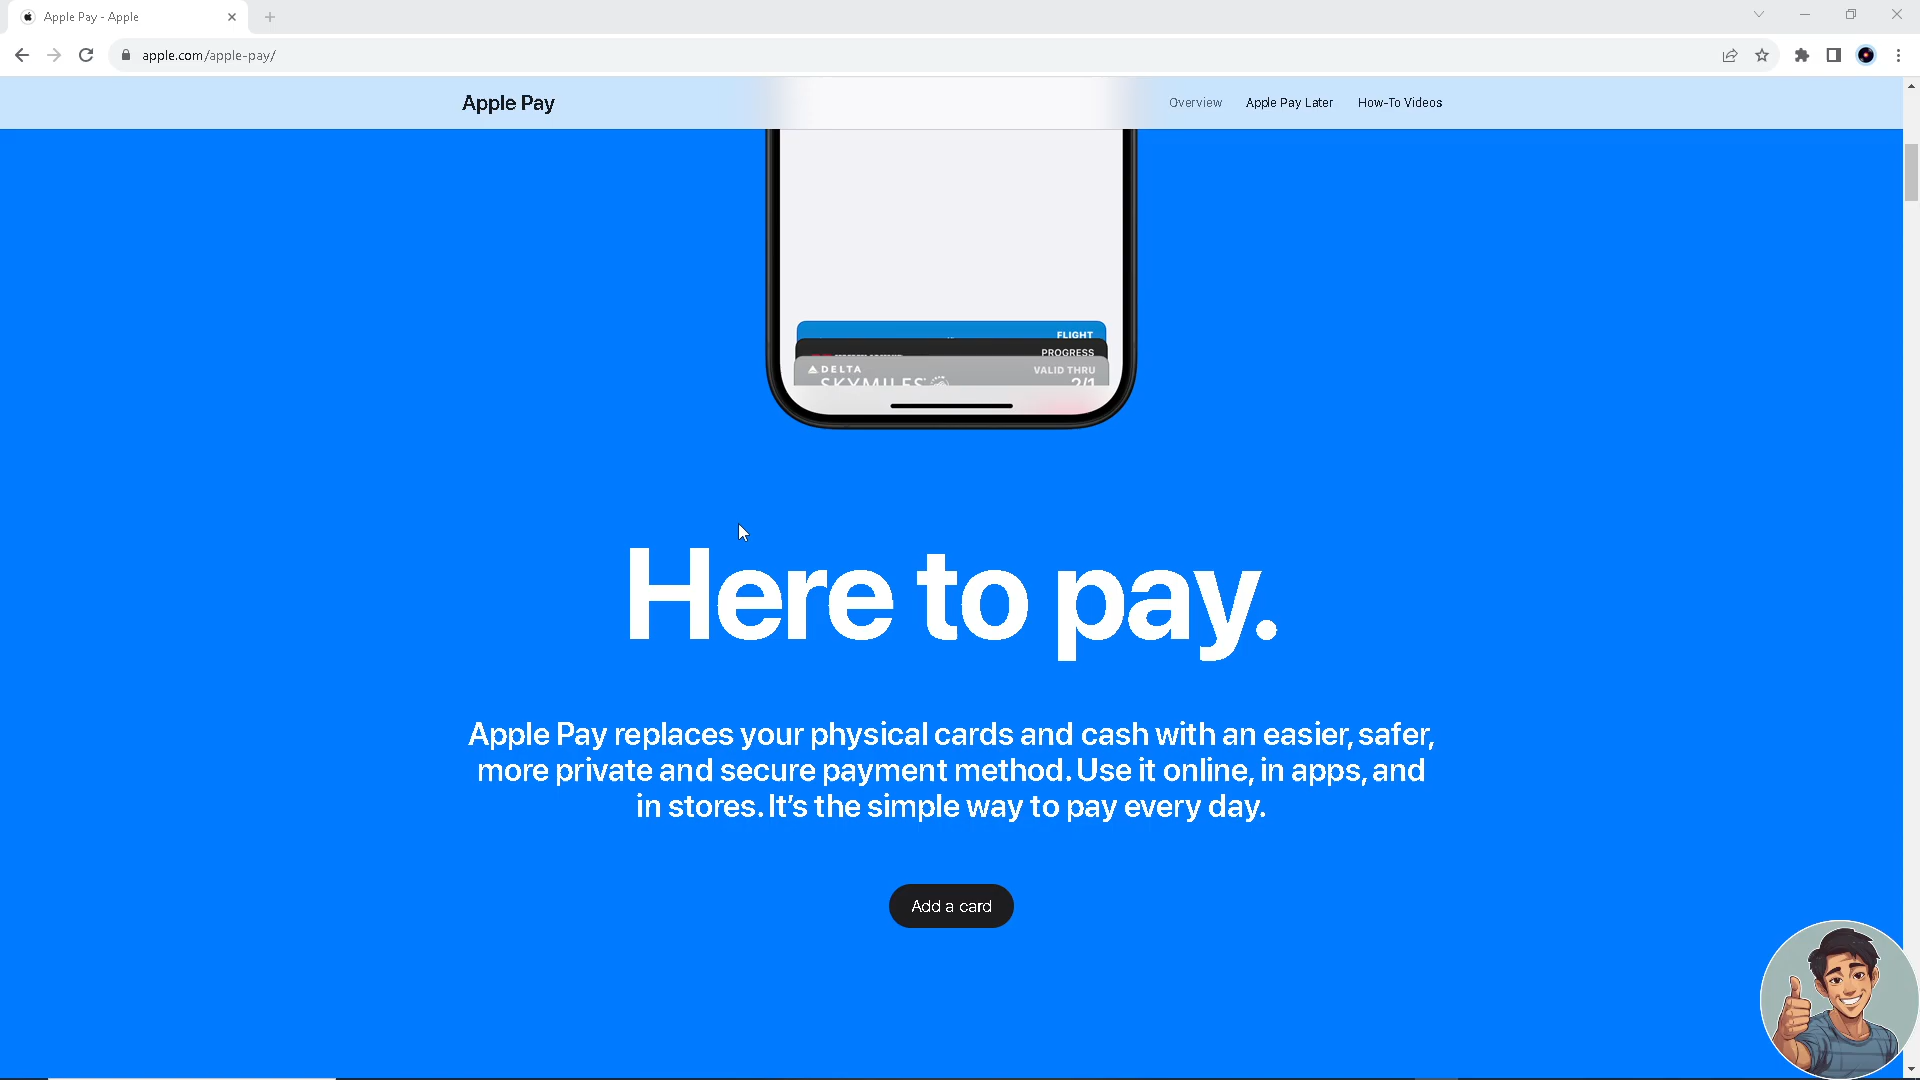 Apple Pay - Apple
apple.com/apple-pay/
Apple Pay
Overview
Apple Pay Later
How-To Videos
FLIGHT
PROGRESS
DELTA
VALID THRU
SKYMILES
2/1
Here to pay.
Apple Pay replaces your physical cards and cash with an easier, safer,
more private and secure payment method. Use it online, in apps, and
in stores. It’s the simple way to pay every day.
Add a card